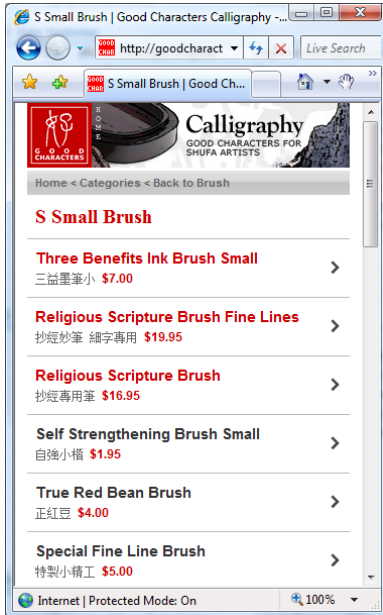 S Small Brush | Good Characters Calligraphy -...
http://goodcharact
Live Search
S Small Brush | Good Ch...
HOME
GOOD
CHARACTERS
Calligraphy
GOOD CHARACTERS FOR
SHUFA ARTISTS
Home < Categories < Back to Brush
S Small Brush
Three Benefits Ink Brush Small
三益墨筆小 $7.00
Religious Scripture Brush Fine Lines
抄經妙筆 細字專用 $19.95
Religious Scripture Brush
抄經專用筆 $16.95
Self Strengthening Brush Small
自強小楷 $1.95
True Red Bean Brush
正紅豆 $4.00
Special Fine Line Brush
特製小精工 $5.00
Internet | Protected Mode: On
100%